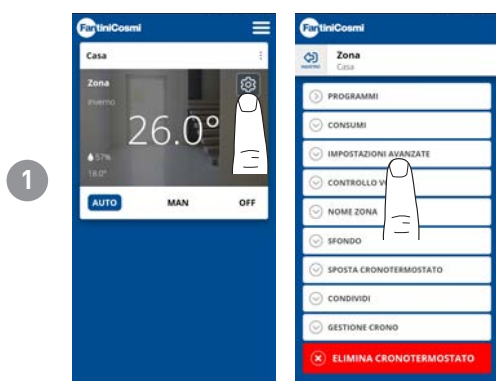 1
FantiniCosmi
Casa
Zona
inverno
26.0°
57%
18.0°
AUTO MAN OFF
FantiniCosmi
Zona
Casa
PROGRAMMI
CONSUMI
IMPOSTAZIONI AVANZATE
CONTROLLO
NOME ZONA
SFONDO
SPOSTA CRONOTERMOSTATO
CONDIVIDI
GESTIONE CRONO
ELIMINA CRONOTERMOSTATO